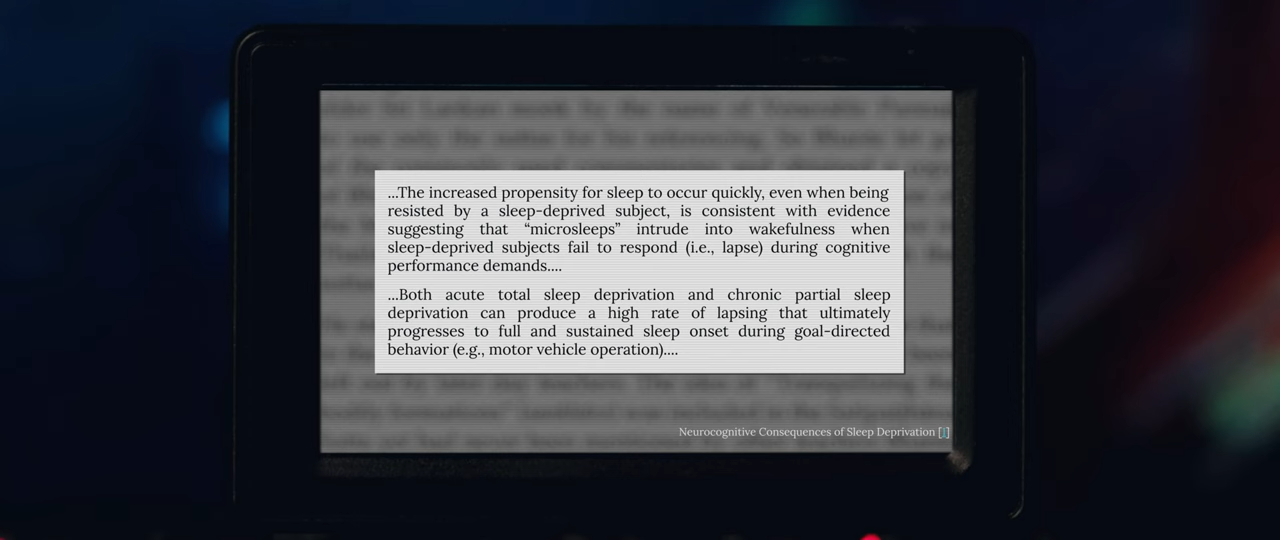 ...The increased propensity for sleep to occur quickly, even when being
resisted by a sleep-deprived subject, is consistent with evidence
suggesting that “microsleeps” intrude into wakefulness when
sleep-deprived subjects fail to respond (i.e., lapse) during cognitive
performance demands....
...Both acute total sleep deprivation and chronic partial sleep
deprivation can produce a high rate of lapsing that ultimately
progresses to full and sustained sleep onset during goal-directed
behavior (e.g., motor vehicle operation)....
Neurocognitive Consequences of Sleep Deprivation [1]